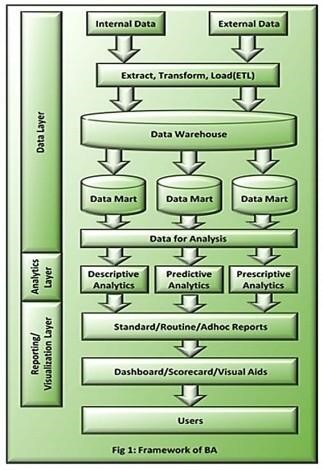 Internal Data
External Data
Extract, Transform, Load(ETL)
Data Warehouse
Data Mart
Data Mart
Data Mart
Data for Analysis
Descriptive
Analytics
Predictive
Analytics
Prescriptive
Analytics
Standard/Routine/Adhoc Reports
Dashboard/Scorecard/Visual Aids
Users
Data Layer
Analytics
Layer
Reporting/
Visualization Layer
Fig 1: Framework of BA